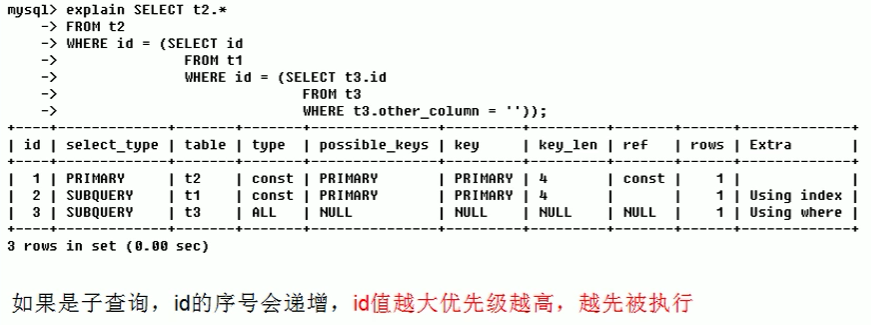 mysql> explain SELECT t2.*
    -> FROM t2
    -> WHERE id = (SELECT id
    ->             FROM t1
    ->             WHERE id = (SELECT t3.id
    ->                         FROM t3
    ->                         WHERE t3.other_column = ''));
+----+-------------+-------+-------+---------------+---------+---------+-------+------+-------------+
| id | select_type | table | type  | possible_keys | key     | key_len | ref   | rows | Extra       |
+----+-------------+-------+-------+---------------+---------+---------+-------+------+-------------+
|  1 | PRIMARY     | t2    | const | PRIMARY       | PRIMARY | 4       | const |    1 |             |
|  2 | SUBQUERY    | t1    | const | PRIMARY       | PRIMARY | 4       |       |    1 | Using index |
|  3 | SUBQUERY    | t3    | ALL   | NULL          | NULL    | NULL    | NULL  |    1 | Using where |
+----+-------------+-------+-------+---------------+---------+---------+-------+------+-------------+
3 rows in set (0.00 sec)
如果是子查询，id的序号会递增，id值越大优先级越高，越先被执行